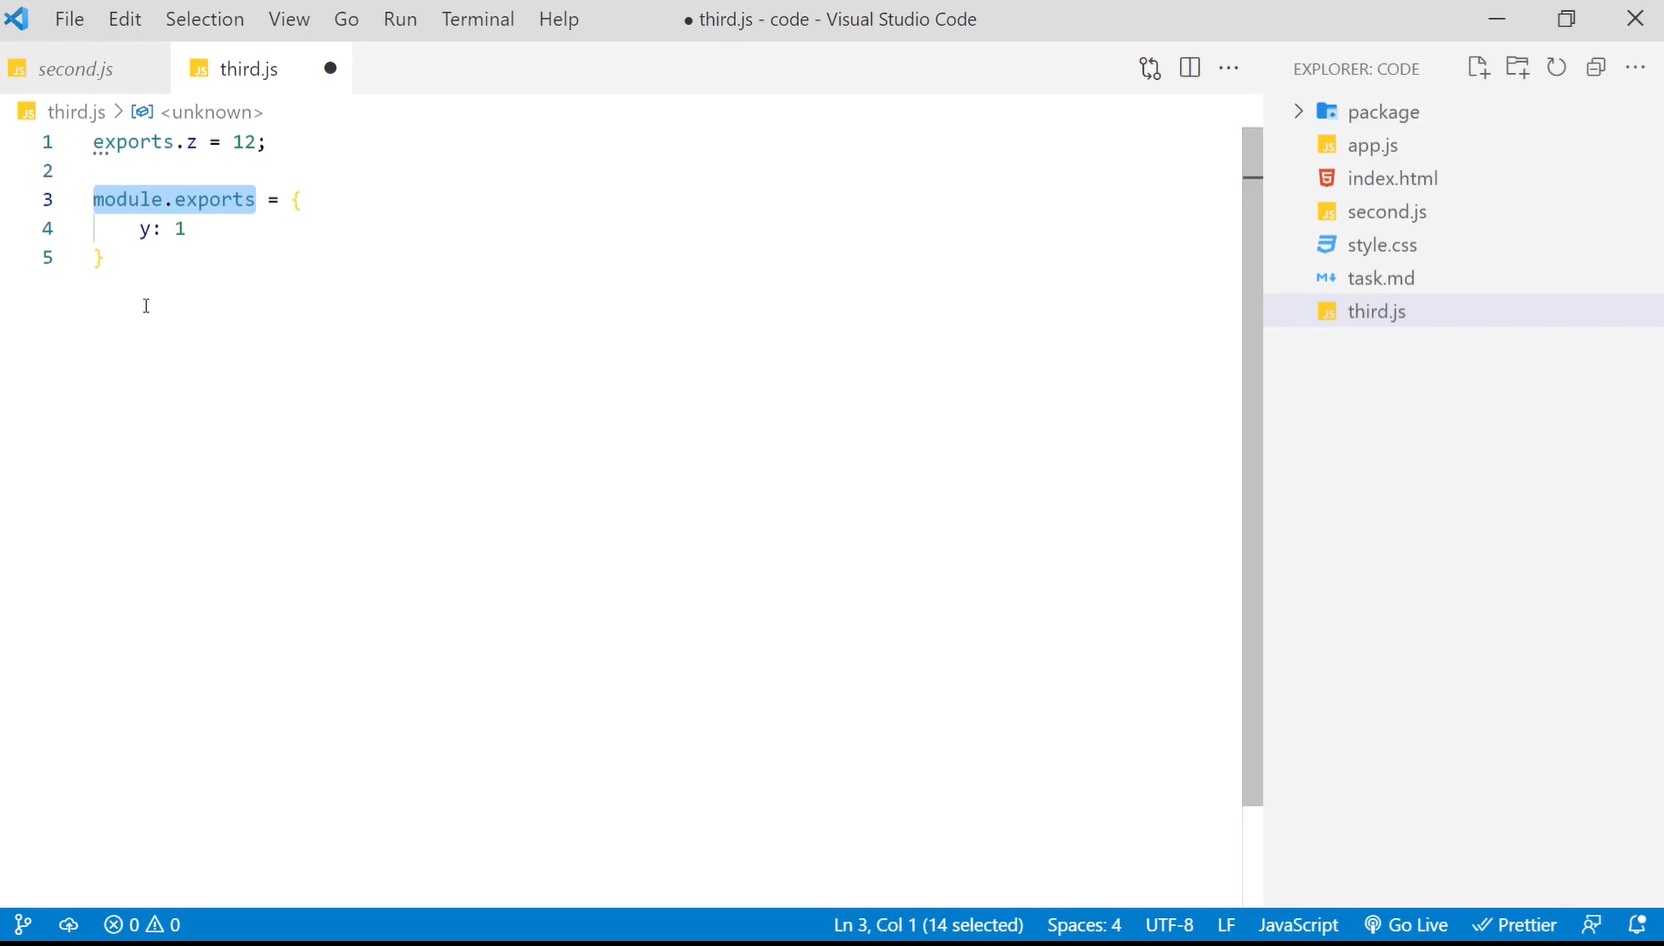 File Edit Selection View Go Run Terminal Help ● third.js - code - Visual Studio Code
second.js third.js
EXPLORER: CODE
third.js > <unknown>
1 exports.z = 12;
2
3 module.exports = {
4 y: 1
5 }
package
app.js
index.html
second.js
style.css
task.md
third.js
0 0 Ln 3, Col 1 (14 selected) Spaces: 4 UTF-8 LF JavaScript Go Live Prettier